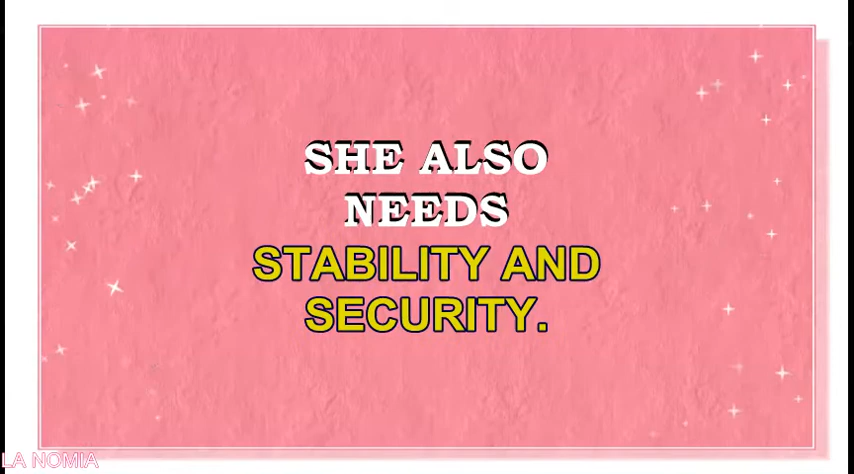 SHE ALSO
NEEDS
STABILITY AND
SECURITY.
LA NOMIA